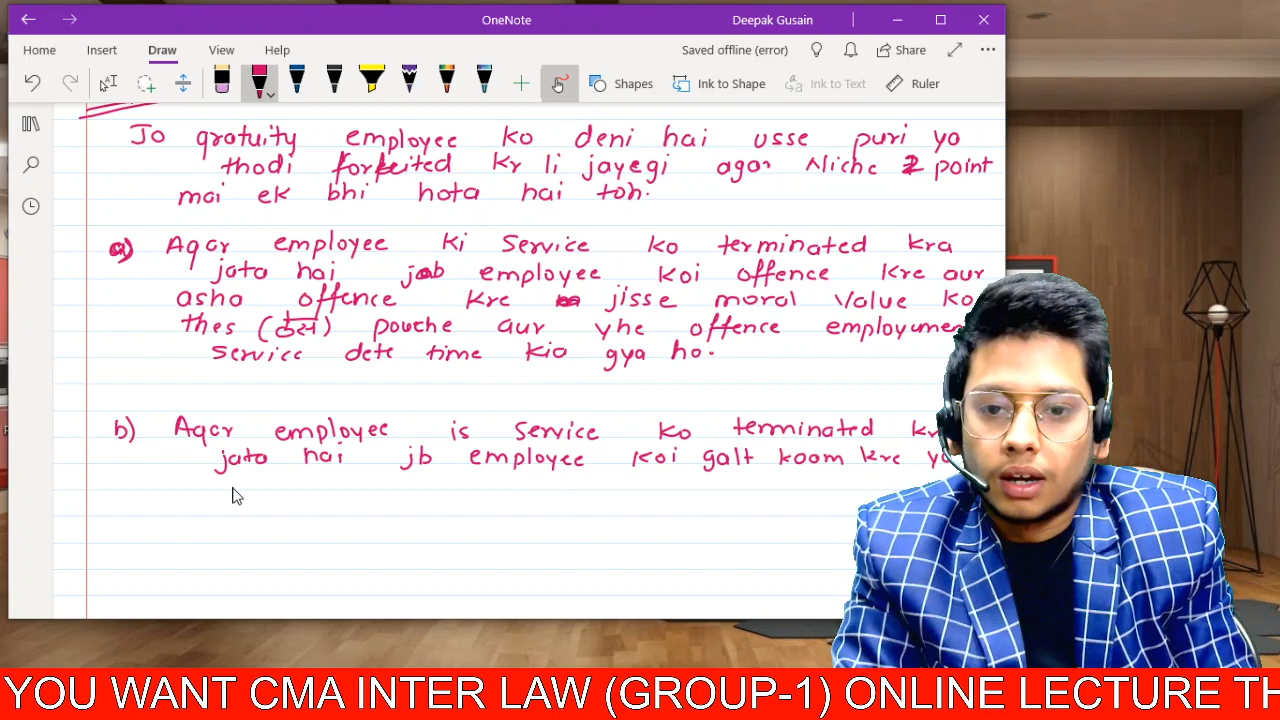 OneNote
Deepak Gusain
Home Insert Draw View Help
Saved offline (error) Share
Shapes Ink to Shape Ink to Text Ruler
Jo gratuity employee ko deni hai usse puri ya
thodi forfeited kr li jayegi agar Niche 2 point
mai ek bhi hota hai toh.
a) Agar employee ki Service ko terminated kra
jata hai jab employee koi offence kre aur
asha offence kre jisse moral value ko
thes (ठेस) pouche aur yhe offence
service dete time kia gya ho.
b) Agar employee is service ko terminated
jata hai jb employee koi galt kaam kre
YOU WANT CMA INTER LAW (GROUP-1) ONLINE LECTURE TH